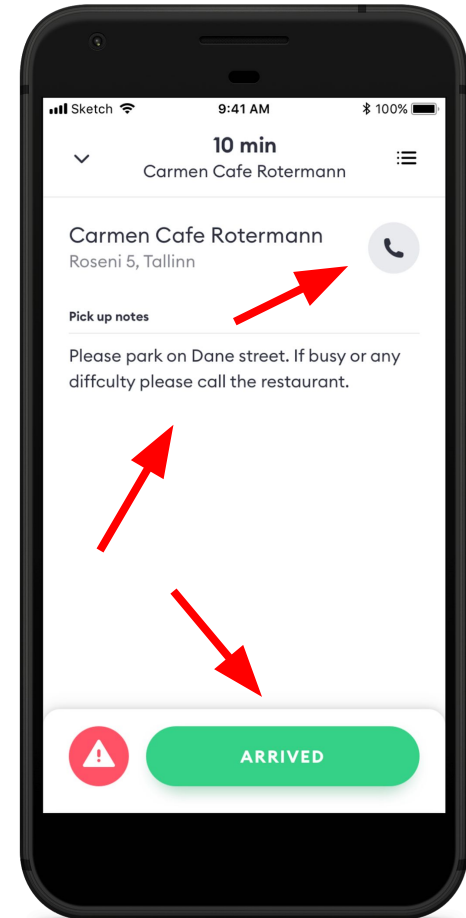 Sketch 9:41 AM 100%
10 min
Carmen Cafe Rotermann
Carmen Cafe Rotermann
Roseni 5, Tallinn
Pick up notes
Please park on Dane street. If busy or any
diffculty please call the restaurant.
ARRIVED